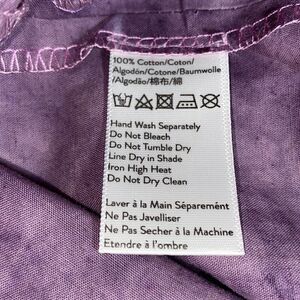 100% Cotton/Coton/
Algodón/Cotone/Baumwolle
/Algodão/棉布/綿
Hand Wash Separately
Do Not Bleach
Do Not Tumble Dry
Line Dry in Shade
Iron High Heat
Do Not Dry Clean
Laver à la Main Séparemént
Ne Pas Javelliser
Ne Pas Secher a la Machine
Etendre à l'ombre